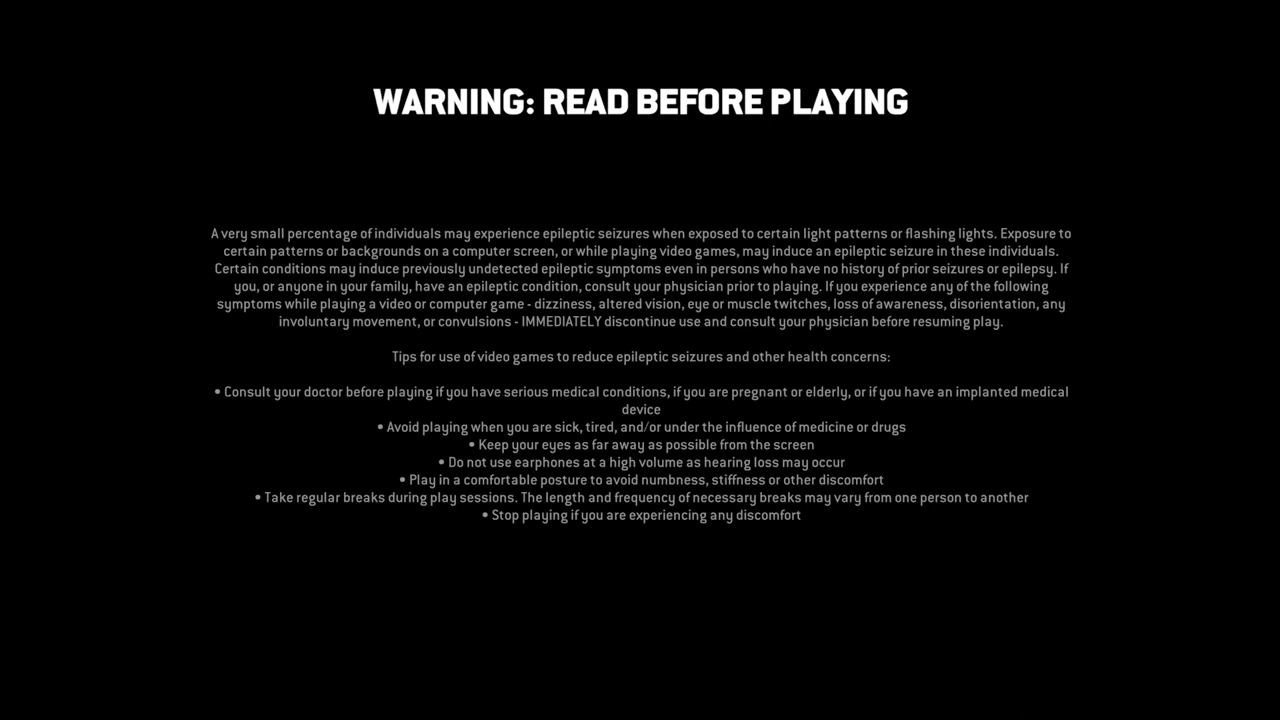 WARNING: READ BEFORE PLAYING
A very small percentage of individuals may experience epileptic seizures when exposed to certain light patterns or flashing lights. Exposure to
certain patterns or backgrounds on a computer screen, or while playing video games, may induce an epileptic seizure in these individuals.
Certain conditions may induce previously undetected epileptic symptoms even in persons who have no history of prior seizures or epilepsy. If
you, or anyone in your family, have an epileptic condition, consult your physician prior to playing. If you experience any of the following
symptoms while playing a video or computer game - dizziness, altered vision, eye or muscle twitches, loss of awareness, disorientation, any
involuntary movement, or convulsions - IMMEDIATELY discontinue use and consult your physician before resuming play.
Tips for use of video games to reduce epileptic seizures and other health concerns:
• Consult your doctor before playing if you have serious medical conditions, if you are pregnant or elderly, or if you have an implanted medical
device
• Avoid playing when you are sick, tired, and/or under the influence of medicine or drugs
• Keep your eyes as far away as possible from the screen
• Do not use earphones at a high volume as hearing loss may occur
• Play in a comfortable posture to avoid numbness, stiffness or other discomfort
• Take regular breaks during play sessions. The length and frequency of necessary breaks may vary from one person to another
• Stop playing if you are experiencing any discomfort